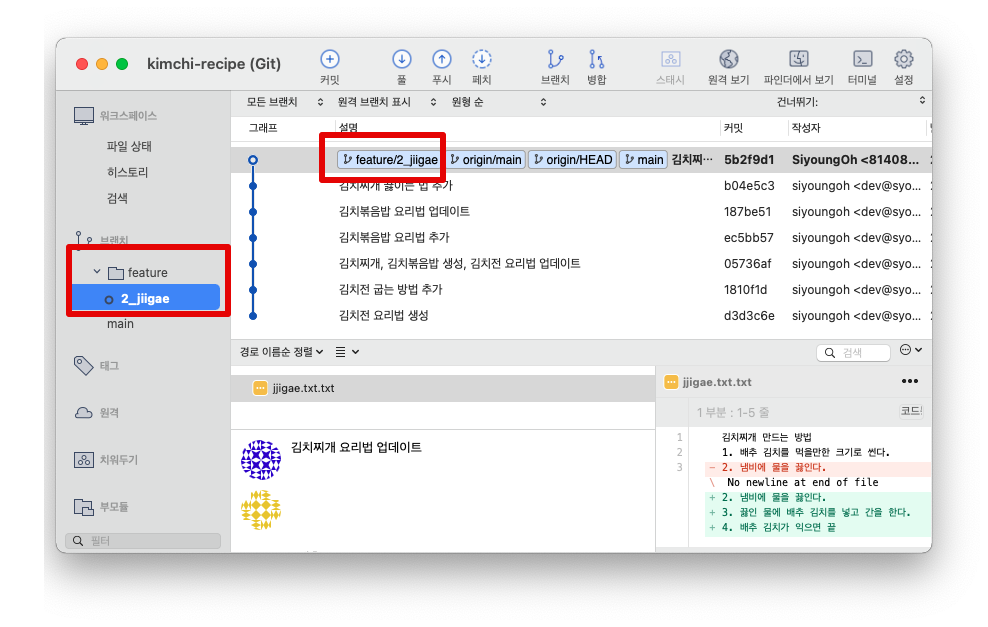 kimchi-recipe (Git)
커밋 풀 푸시 페치 브랜치 병합 스태시 원격 보기 파인더에서 보기 터미널 설정
모든 브랜치 원격 브랜치 표시 원형 순 건너뛰기:
그래프 설명 커밋 작성자
워크스페이스
파일 상태
히스토리
검색
브랜치
feature
2_jiigae
main
태그
원격
치워두기
부모듈
필터
feature/2_jiigae origin/main origin/HEAD main 김치찌… 5b2f9d1 SiyoungOh <81408...
김치찌개 끓이는 법 추가 b04e5c3 siyoungoh <dev@syo...
김치볶음밥 요리법 업데이트 187be51 siyoungoh <dev@syo...
김치볶음밥 요리법 추가 ec5bb57 siyoungoh <dev@syo...
김치찌개, 김치볶음밥 생성, 김치전 요리법 업데이트 05736af siyoungoh <dev@syo...
김치전 굽는 방법 추가 1810f1d siyoungoh <dev@syo...
김치전 요리법 생성 d3d3c6e siyoungoh <dev@syo...
경로 이름순 정렬 검색
jjigae.txt.txt
김치찌개 요리법 업데이트
jjigae.txt.txt
1 부분 : 1-5 줄 코드
1 김치찌개 만드는 방법
2 1. 배추 김치를 먹을만한 크기로 썬다.
3 - 2. 냄비에 물을 끓인다.
\ No newline at end of file
+ 2. 냄비에 물을 끓인다.
+ 3. 끓인 물에 배추 김치를 넣고 간을 한다.
+ 4. 배추 김치가 익으면 끝